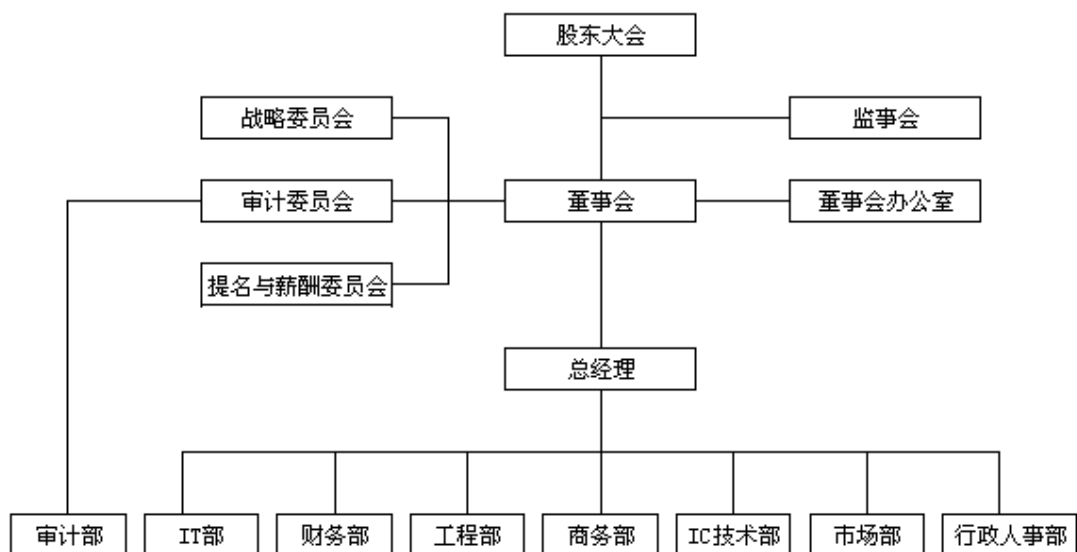 股东大会
战略委员会
监事会
审计委员会
董事会
董事会办公室
提名与薪酬委员会
总经理
审计部
IT部
财务部
工程部
商务部
IC技术部
市场部
行政人事部